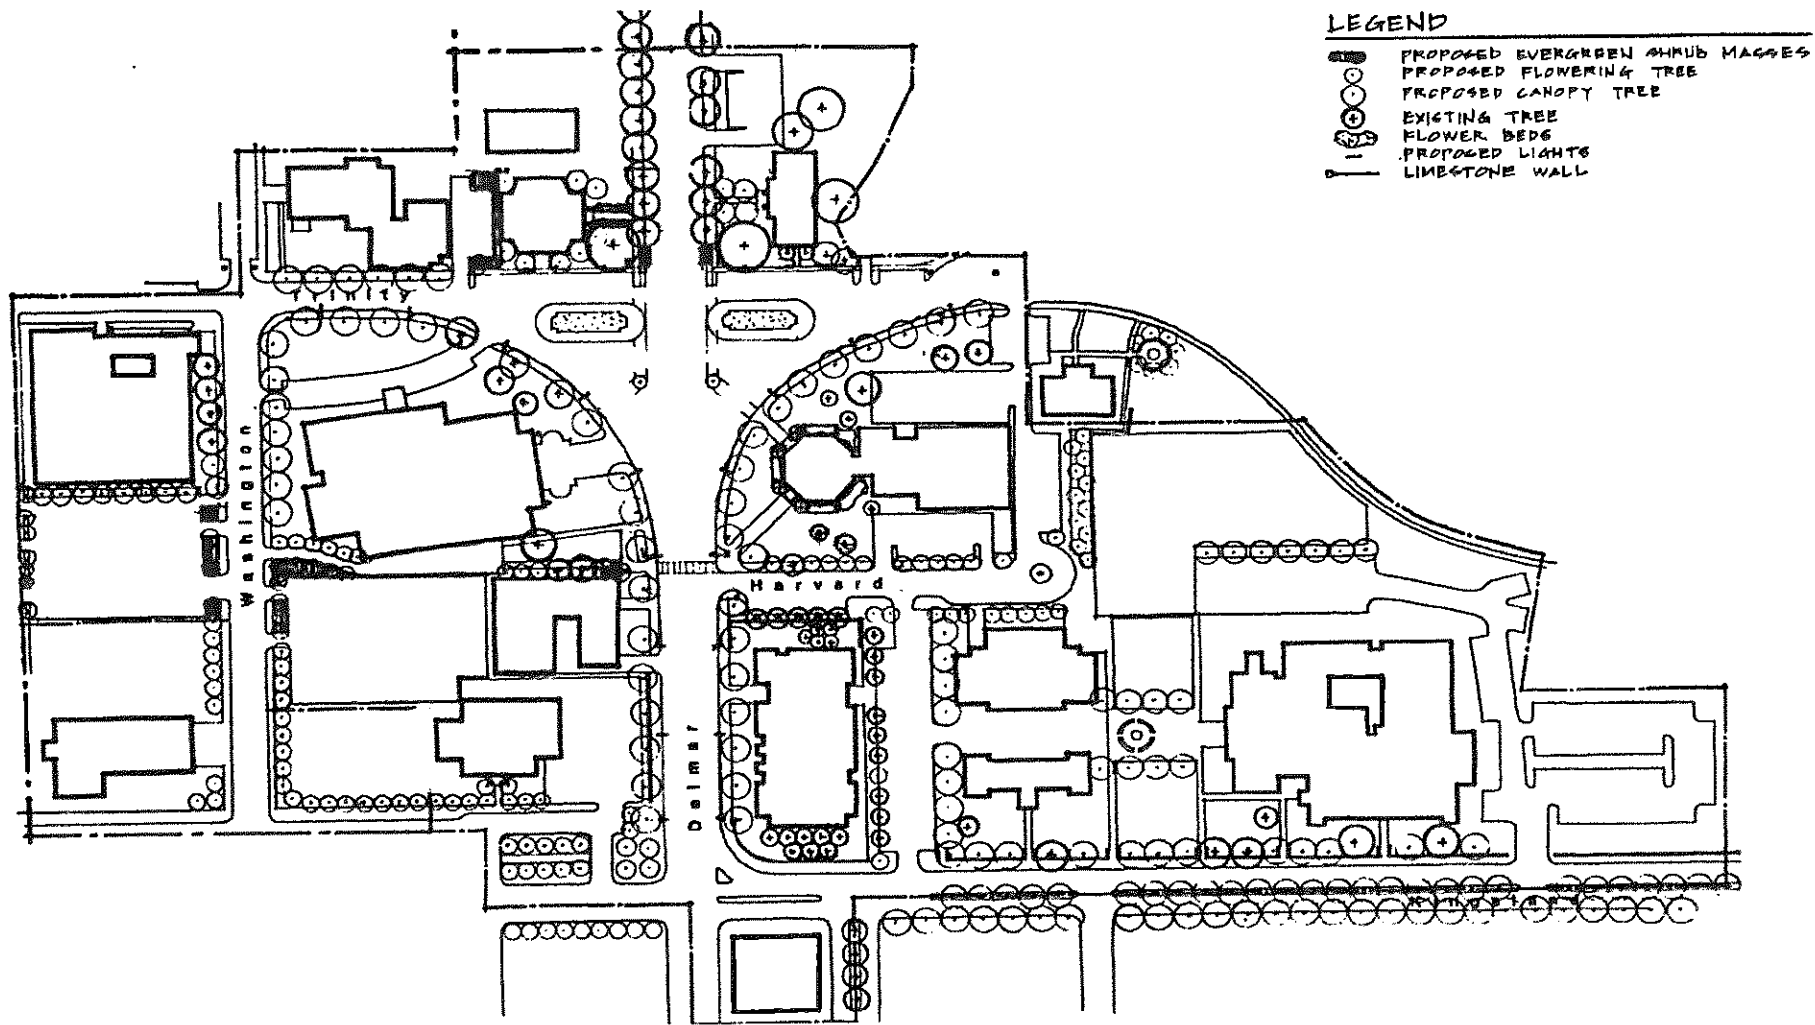 LEGEND
PROPOSED EVERGREEN SHRUB MASSES
PROPOSED FLOWERING TREE
PROPOSED CANOPY TREE
EXISTING TREE
FLOWER BEDS
PROPOSED LIGHTS
LIMESTONE WALL
Trinity
Washington
Harvard
Delmar